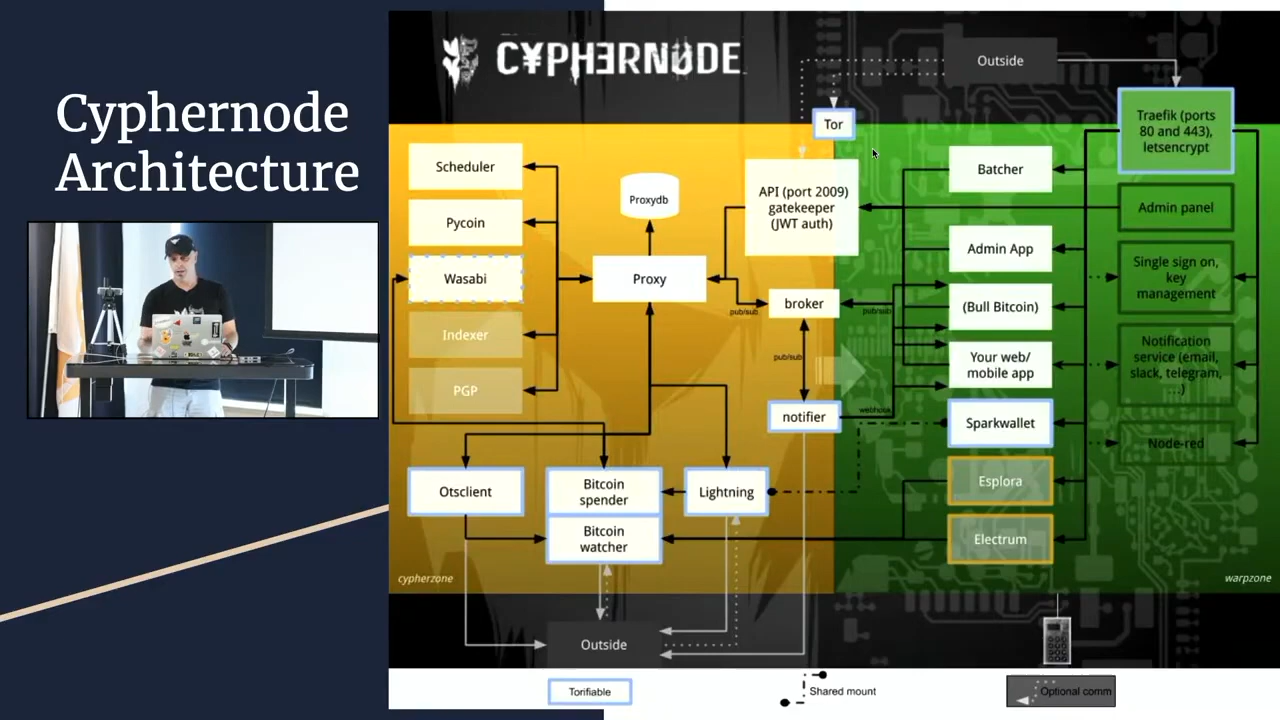 Cyphernode
Architecture
C¥PHƎRNØDE
Outside
Tor
Traefik (ports
80 and 443),
letsencrypt
Scheduler
Pycoin
Wasabi
Indexer
PGP
Proxydb
Proxy
API (port 2009)
gatekeeper
(JWT auth)
broker
pub/sub
pub/sub
pub/sub
notifier
webhook
Batcher
Admin App
(Bull Bitcoin)
Your web/
mobile app
Sparkwallet
Esplora
Electrum
Admin panel
Single sign on,
key
management
Notification
service (email,
slack, telegram,
...)
Node-red
Otsclient
Bitcoin
spender
Bitcoin
watcher
Lightning
cypherzone
warpzone
Outside
Torifiable
Shared mount
Optional comm